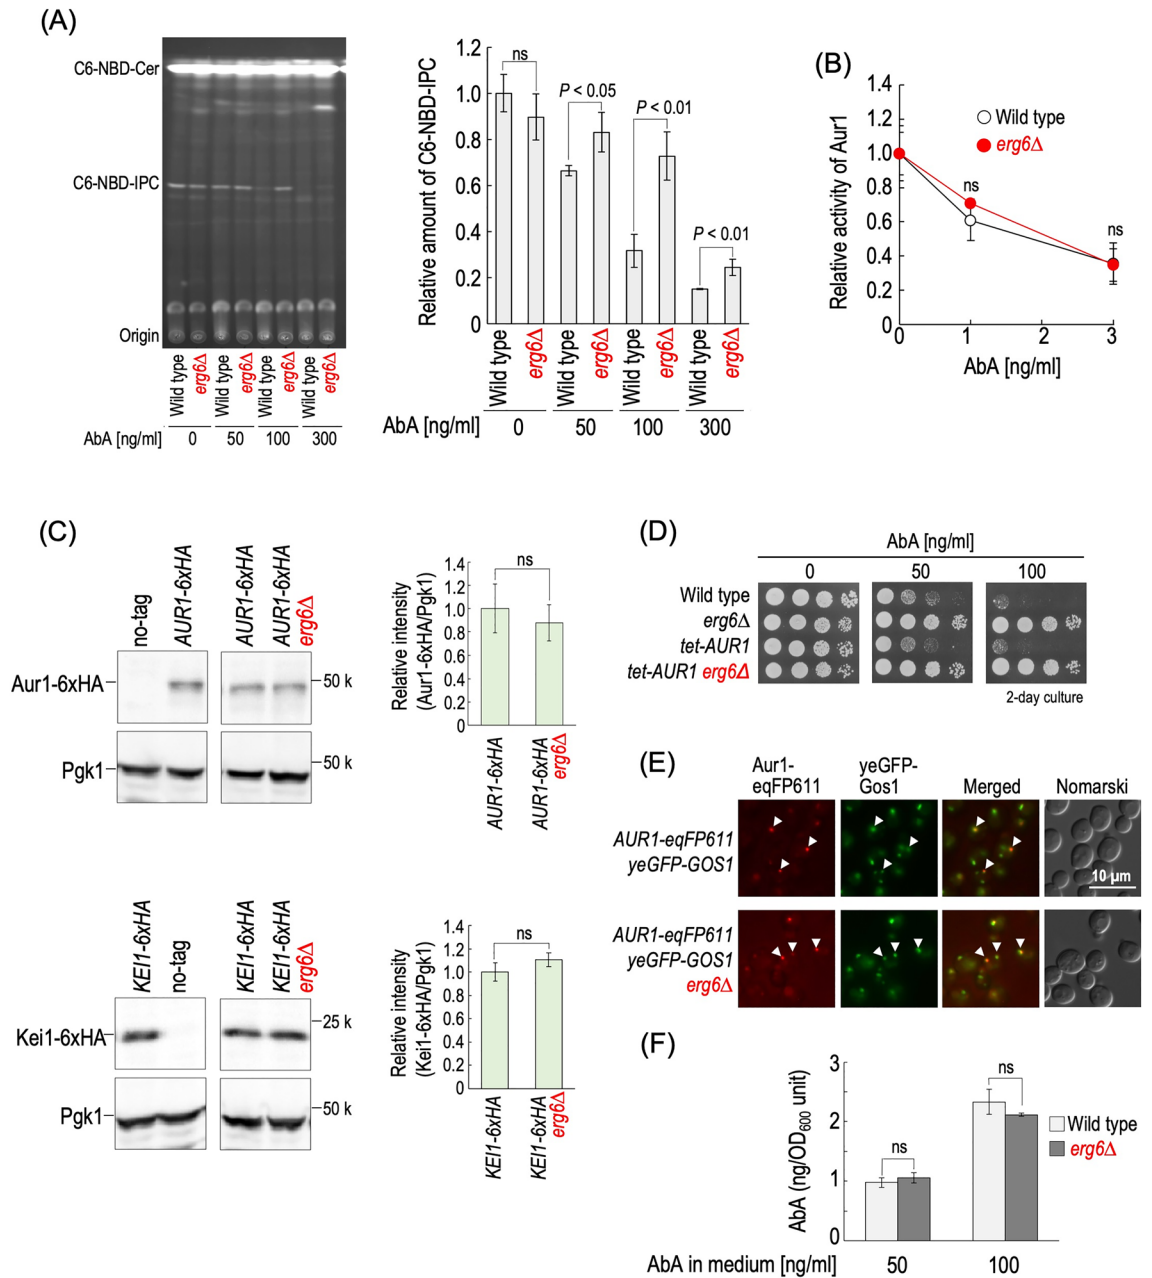 (A)
C6-NBD-Cer
C6-NBD-IPC
Origin
Wild type
erg6Δ
Wild type
erg6Δ
Wild type
erg6Δ
Wild type
erg6Δ
AbA [ng/ml]
0
50
100
300
Relative amount of C6-NBD-IPC
1.2
1.0
0.8
0.6
0.4
0.2
0
ns
P < 0.05
P < 0.01
P < 0.01
Wild type
erg6Δ
Wild type
erg6Δ
Wild type
erg6Δ
Wild type
erg6Δ
AbA [ng/ml]
0
50
100
300
(B)
Relative activity of Aur1
1.4
1.2
1.0
0.8
0.6
0.4
0.2
0
Wild type
erg6Δ
ns
ns
0
1
2
3
AbA [ng/ml]
(C)
no-tag
AUR1-6xHA
AUR1-6xHA
AUR1-6xHA
erg6Δ
Aur1-6xHA
50 k
Pgk1
50 k
Relative intensity
(Aur1-6xHA/Pgk1)
1.4
1.2
1.0
0.8
0.6
0.4
0.2
0
ns
AUR1-6xHA
AUR1-6xHA
erg6Δ
KEI1-6xHA
no-tag
KEI1-6xHA
KEI1-6xHA
erg6Δ
Kei1-6xHA
25 k
Pgk1
50 k
Relative intensity
(Kei1-6xHA/Pgk1)
1.4
1.2
1.0
0.8
0.6
0.4
0.2
0
ns
KEI1-6xHA
KEI1-6xHA
erg6Δ
(D)
AbA [ng/ml]
0
50
100
Wild type
erg6Δ
tet-AUR1
tet-AUR1 erg6Δ
2-day culture
(E)
Aur1-
eqFP611
yeGFP-
Gos1
Merged
Nomarski
AUR1-eqFP611
yeGFP-GOS1
10 µm
AUR1-eqFP611
yeGFP-GOS1
erg6Δ
(F)
AbA (ng/OD600 unit)
3
2
1
0
ns
ns
Wild type
erg6Δ
AbA in medium [ng/ml]
50
100